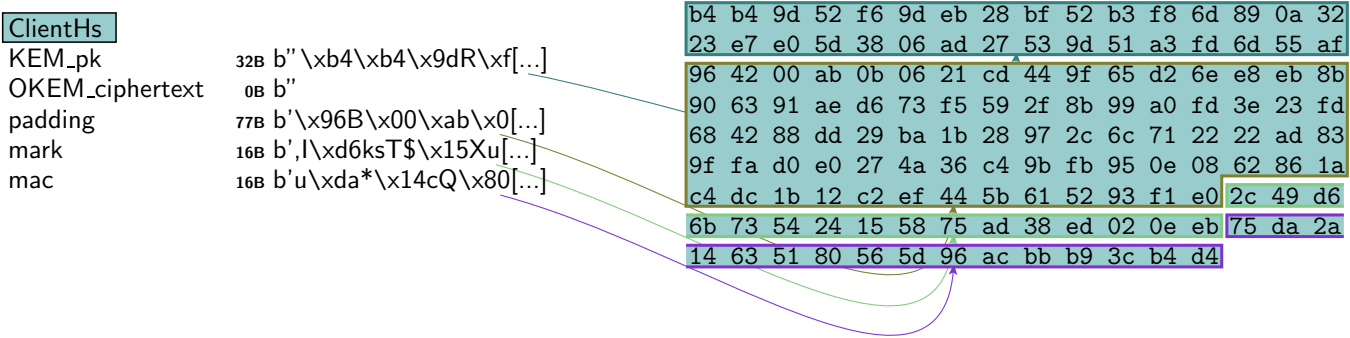 ClientHs
KEM_pk 32B b" \xb4\xb4\x9dR\xf[...]
OKEM_ciphertext 0B b"
padding 77B b'\x96B\x00\xab\x0[...]
mark 16B b',I\xd6ksT$\x15Xu[...]
mac 16B b'u\xda*\x14cQ\x80[...]
b4 b4 9d 52 f6 9d eb 28 bf 52 b3 f8 6d 89 0a 32
23 e7 e0 5d 38 06 ad 27 53 9d 51 a3 fd 6d 55 af
96 42 00 ab 0b 06 21 cd 44 9f 65 d2 6e e8 eb 8b
90 63 91 ae d6 73 f5 59 2f 8b 99 a0 fd 3e 23 fd
68 42 88 dd 29 ba 1b 28 97 2c 6c 71 22 22 ad 83
9f fa d0 e0 27 4a 36 c4 9b fb 95 0e 08 62 86 1a
c4 dc 1b 12 c2 ef 44 5b 61 52 93 f1 e0 2c 49 d6
6b 73 54 24 15 58 75 ad 38 ed 02 0e eb 75 da 2a
14 63 51 80 56 5d 96 ac bb b9 3c b4 d4